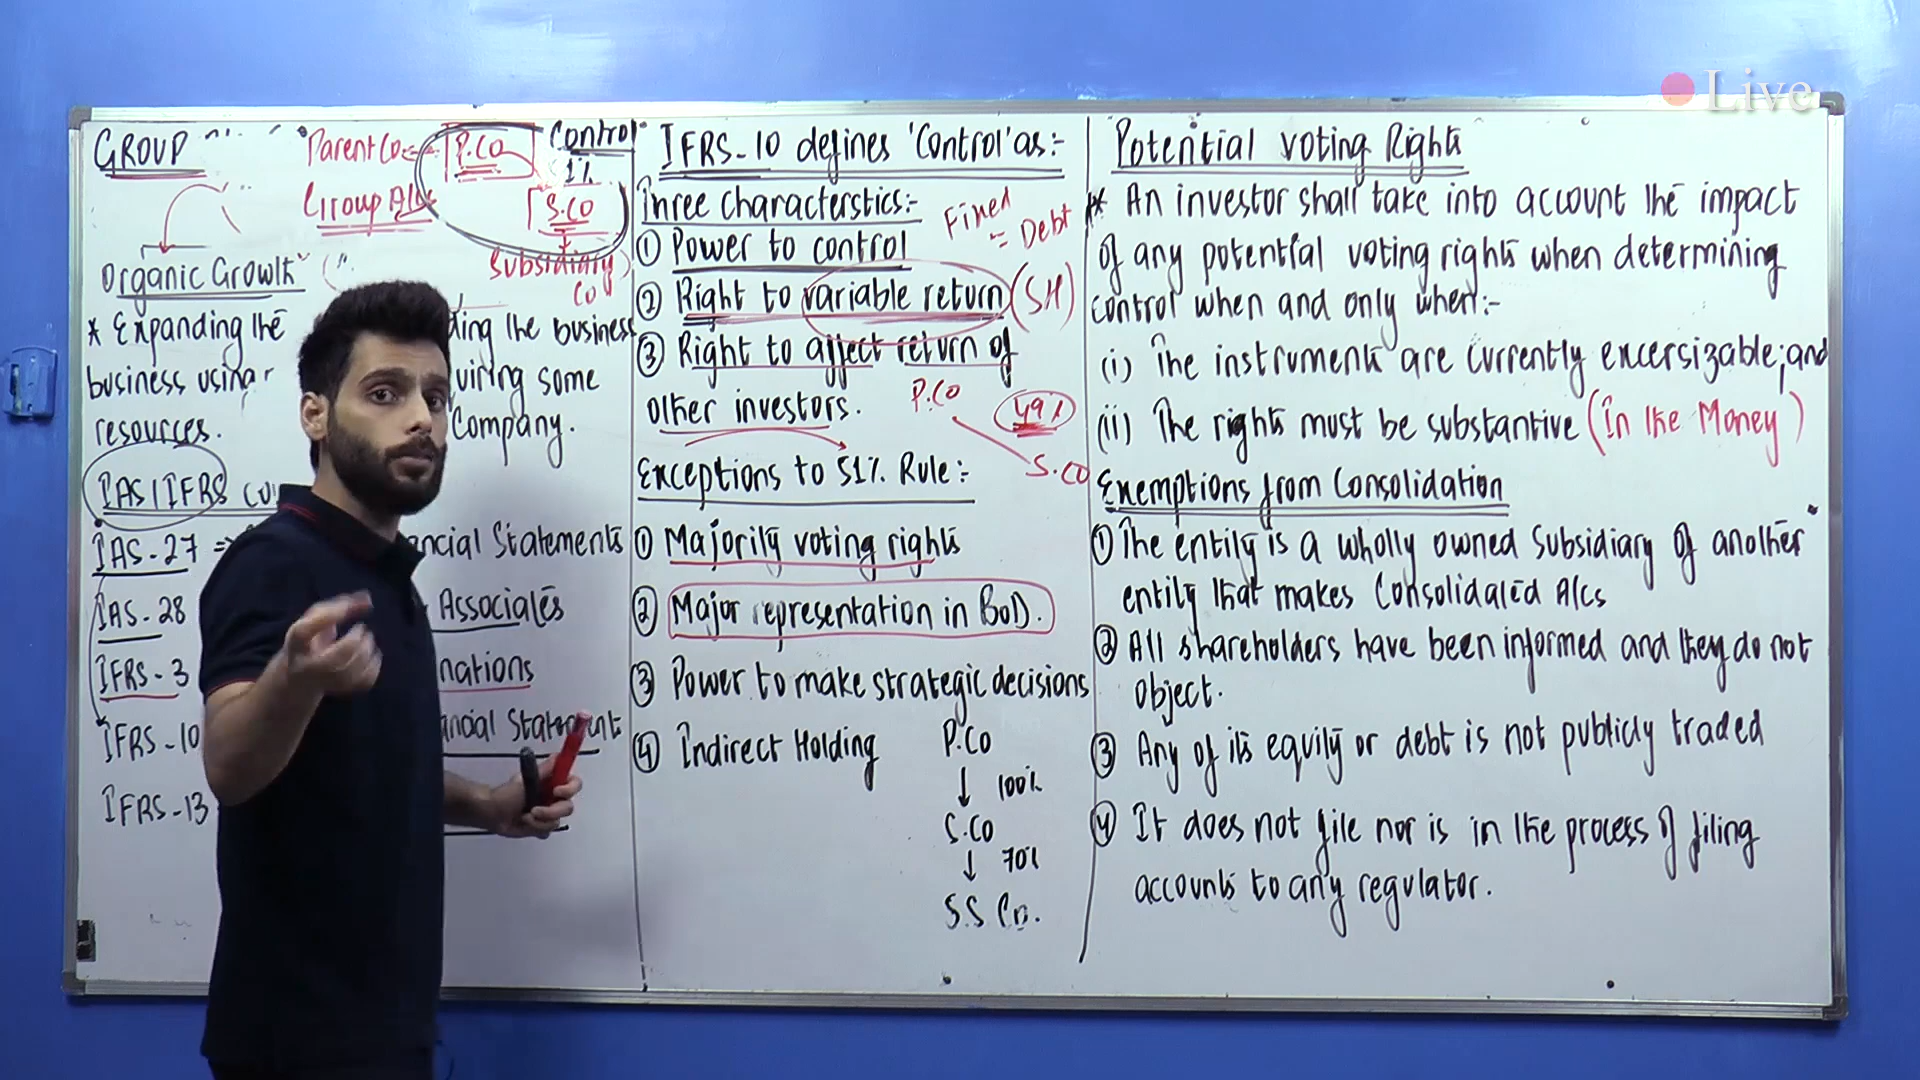 Live
GROUP
Parent Co
P.CO
Control
51%
Group A/cs
S.CO
Subsidiary
Co
Organic Growth
* Expanding the
business using
resources.
ding the business
uiring some
Company.
IAS/IFRS co
IAS-27 =>
ncial Statements
IAS-28
Associates
IFRS-3
nations
IFRS-10
ancial Statement
IFRS-13
IFRS-10 defines 'Control' as:-
Three Characterstics:-
① Power to control
② Right to variable return (SH)
Fixed
= Debt
③ Right to affect return of
other investors.
P.CO
49%
S.CO
Exceptions to 51% Rule:-
① Majority voting rights
② Major representation in BoD.
③ Power to make strategic decisions
④ Indirect Holding
P.CO
↓ 100%
S.CO
↓ 70%
S.S Co.
Potential Voting Rights
* An investor shall take into account the impact
of any potential voting rights when determining
control when and only when:-
(i) The instruments are currently excersizable; and
(ii) The rights must be substantive (In the Money)
Exemptions from Consolidation
① The entity is a wholly owned Subsidiary of another
entity that makes Consolidated A/cs
② All shareholders have been informed and they do not
object.
③ Any of its equity or debt is not publicly traded
④ It does not file nor is in the process of filing
accounts to any regulator.